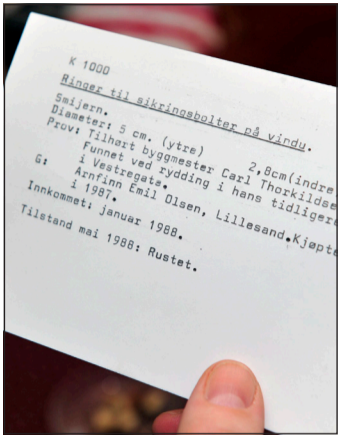 K 1000
Ringer til sikringsbolter på vindu.
Smijern.
Diameter: 5 cm. (ytre) 2,8cm(indre
Prov: Tilhørt byggmester Carl Thorkildse
Funnet ved rydding i hans tidligere
i Vestregata.
G: Arnfinn Emil Olsen, Lillesand.Kjøpte
i 1987.
Innkommet: januar 1988.
Tilstand mai 1988: Rustet.